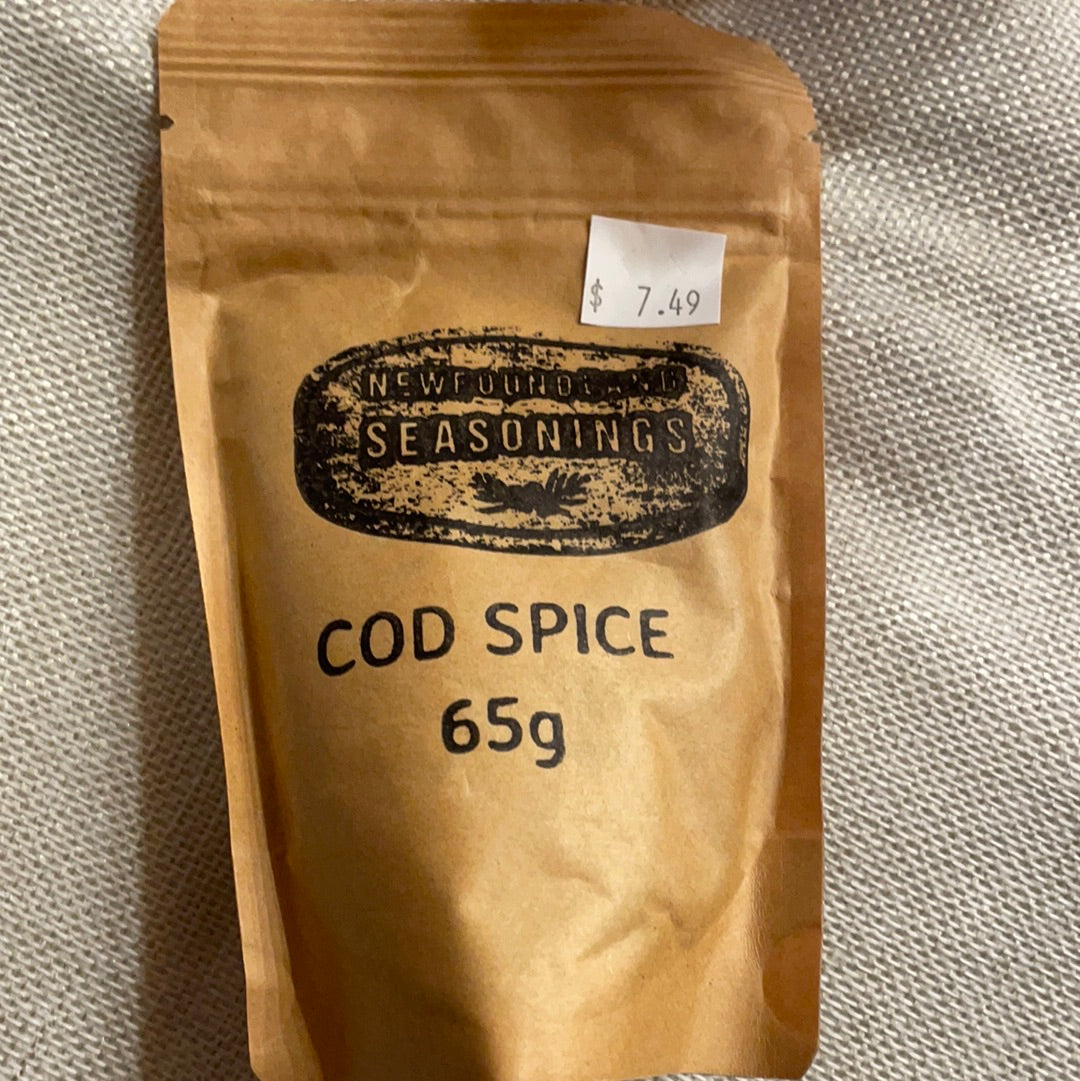 $ 7.49
NEWFOUNDLAND
SEASONINGS
COD SPICE
65g